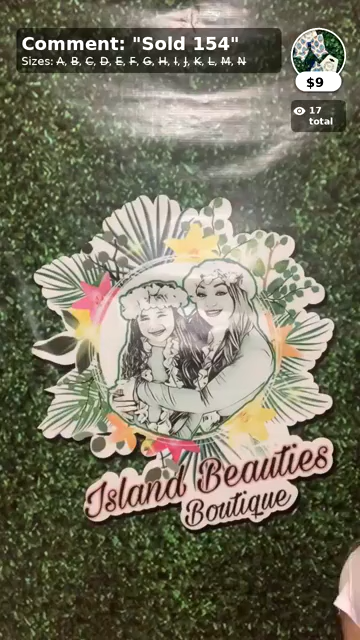 Comment: "Sold 154"
Sizes: A, B, C, D, E, F, G, H, I, J, K, L, M, N
$9
17
total
Island Beauties
Boutique